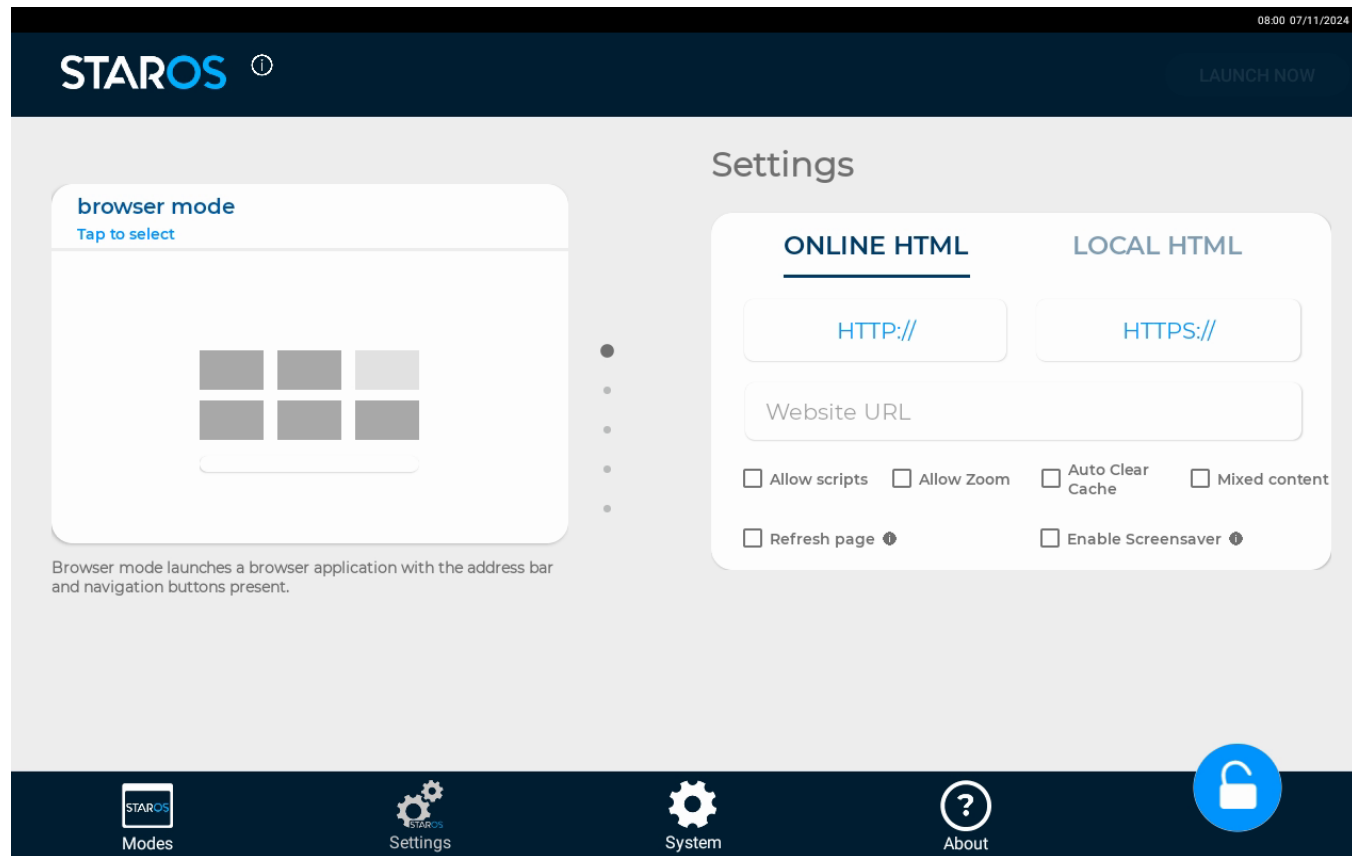 08:00 07/11/2024
STAROS
LAUNCH NOW
browser mode
Tap to select
Browser mode launches a browser application with the address bar
and navigation buttons present.
Settings
ONLINE HTML LOCAL HTML
HTTP:// HTTPS://
Website URL
Allow scripts Allow Zoom Auto Clear
Cache Mixed content
Refresh page Enable Screensaver
STAROS
Modes
STAROS
Settings
System
?
About